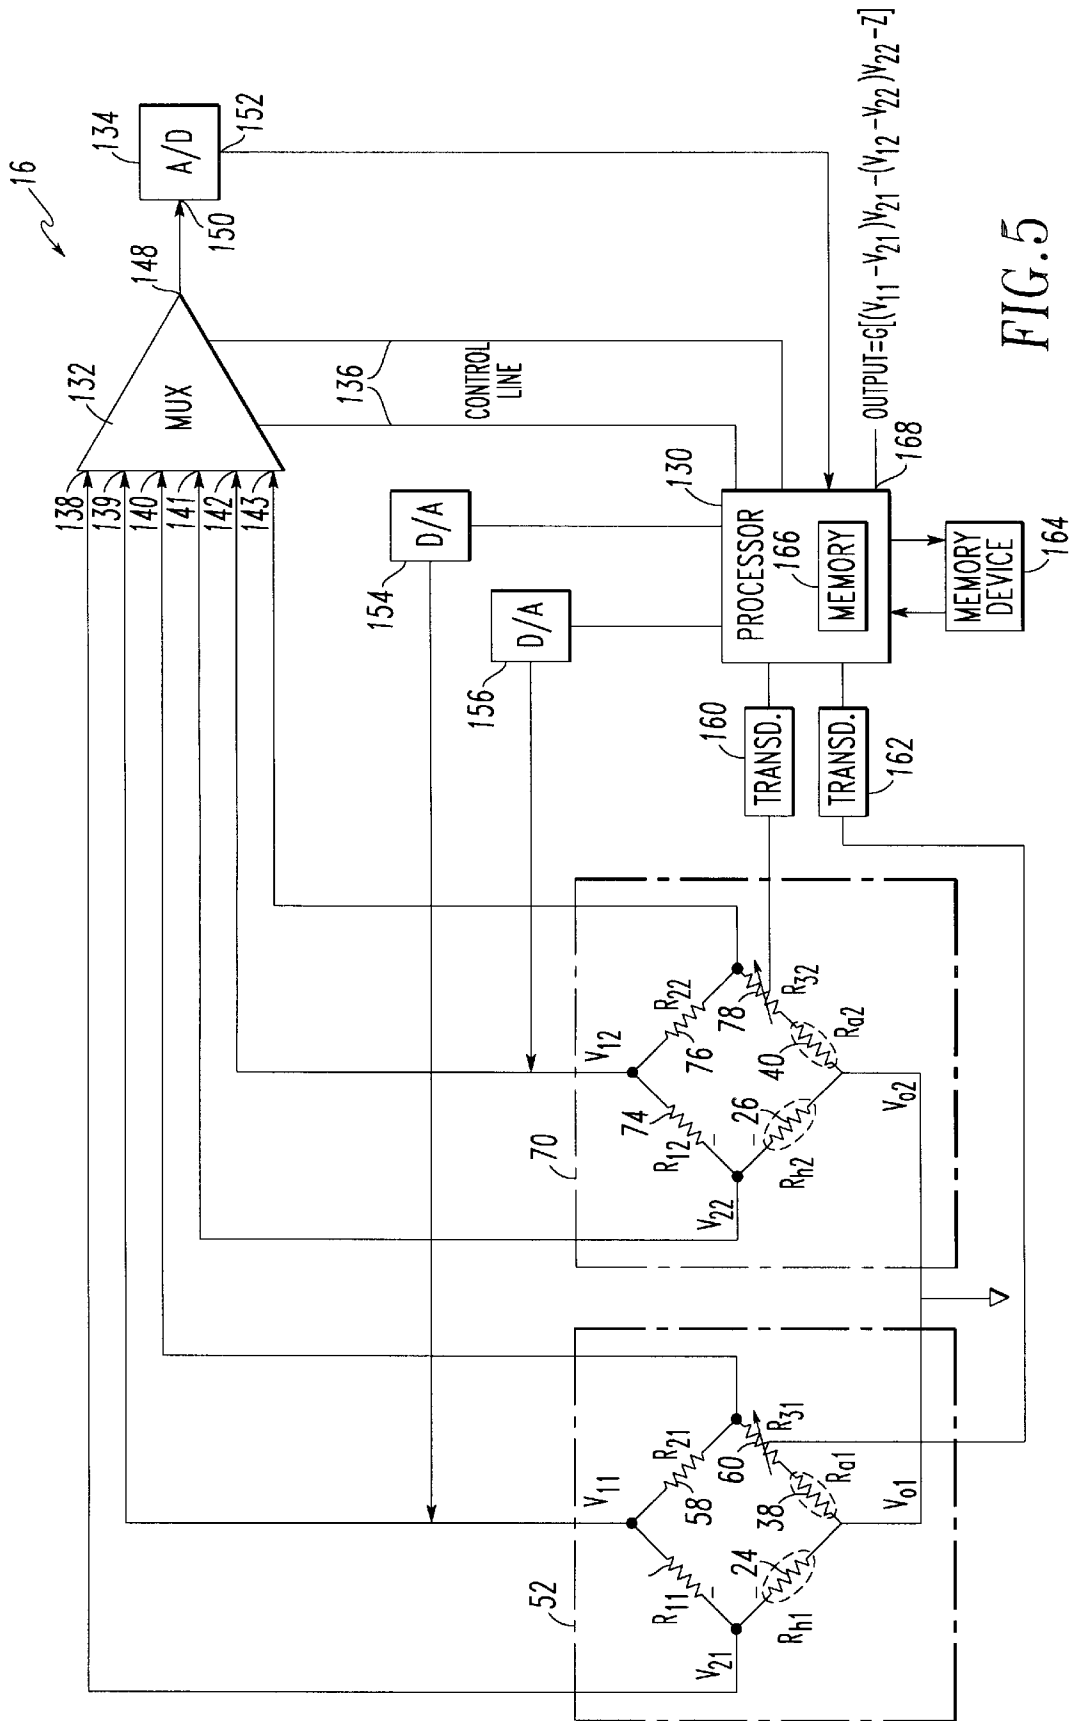 16
132
MUX
138
139
140
141
142
143
148
150
134
A/D
152
136
CONTROL
LINE
154
D/A
156
D/A
130
PROCESSOR
166
MEMORY
168
OUTPUT=G[(V11-V21)V21-(V12-V22)V22-Z]
160
TRANSD.
162
TRANSD.
MEMORY
DEVICE
164
52
V11
R11
R21
58
V21
60
R31
24
Rh1
38
Ra1
Vo1
70
V12
74
R12
R22
76
V22
78
R32
26
Rh2
40
Ra2
Vo2
FIG.5